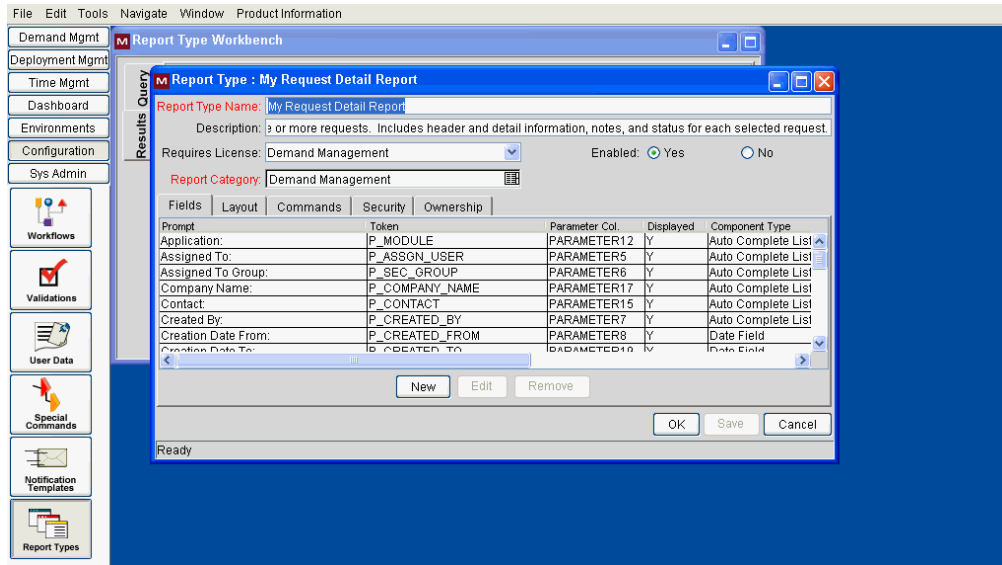 File Edit Tools Navigate Window Product Information
Demand Mgmt
Deployment Mgmt
Time Mgmt
Dashboard
Environments
Configuration
Sys Admin
Workflows
Validations
User Data
Special
Commands
Notification
Templates
Report Types
Report Type Workbench
Query
Results
Report Type : My Request Detail Report
Report Type Name: My Request Detail Report
Description: or more requests. Includes header and detail information, notes, and status for each selected request.
Requires License: Demand Management Enabled: Yes No
Report Category: Demand Management
Fields Layout Commands Security Ownership
Prompt Token Parameter Col. Displayed Component Type
Application: P_MODULE PARAMETER12 Y Auto Complete List
Assigned To: P_ASSGN_USER PARAMETER5 Y Auto Complete List
Assigned To Group: P_SEC_GROUP PARAMETER6 Y Auto Complete List
Company Name: P_COMPANY_NAME PARAMETER17 Y Auto Complete List
Contact: P_CONTACT PARAMETER15 Y Auto Complete List
Created By: P_CREATED_BY PARAMETER7 Y Auto Complete List
Creation Date From: P_CREATED_FROM PARAMETER8 Y Date Field
Creation Date To: P_CREATED_TO PARAMETER19 Y Date Field
New Edit Remove
OK Save Cancel
Ready